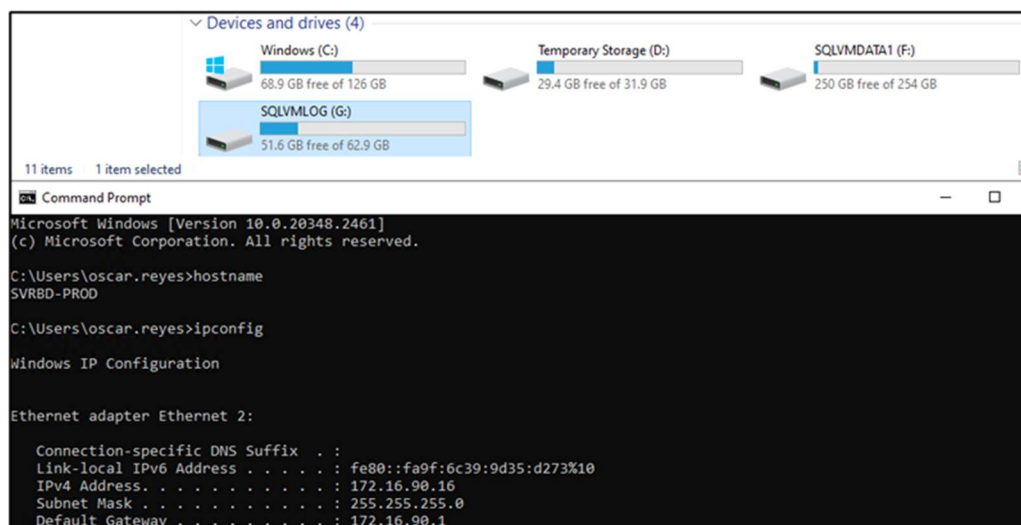 Devices and drives (4)
Windows (C:)
68.9 GB free of 126 GB
Temporary Storage (D:)
29.4 GB free of 31.9 GB
SQLVMDATA1 (F:)
250 GB free of 254 GB
SQLVMLOG (G:)
51.6 GB free of 62.9 GB
11 items 1 item selected
Command Prompt
Microsoft Windows [Version 10.0.20348.2461]
(c) Microsoft Corporation. All rights reserved.
C:\Users\oscar.reyes>hostname
SVRBD-PROD
C:\Users\oscar.reyes>ipconfig
Windows IP Configuration
Ethernet adapter Ethernet 2:
Connection-specific DNS Suffix . :
Link-local IPv6 Address . . . . . : fe80::fa9f:6c39:9d35:d273%10
IPv4 Address. . . . . . . . . . . : 172.16.90.16
Subnet Mask . . . . . . . . . . . : 255.255.255.0
Default Gateway . . . . . . . . . : 172.16.90.1